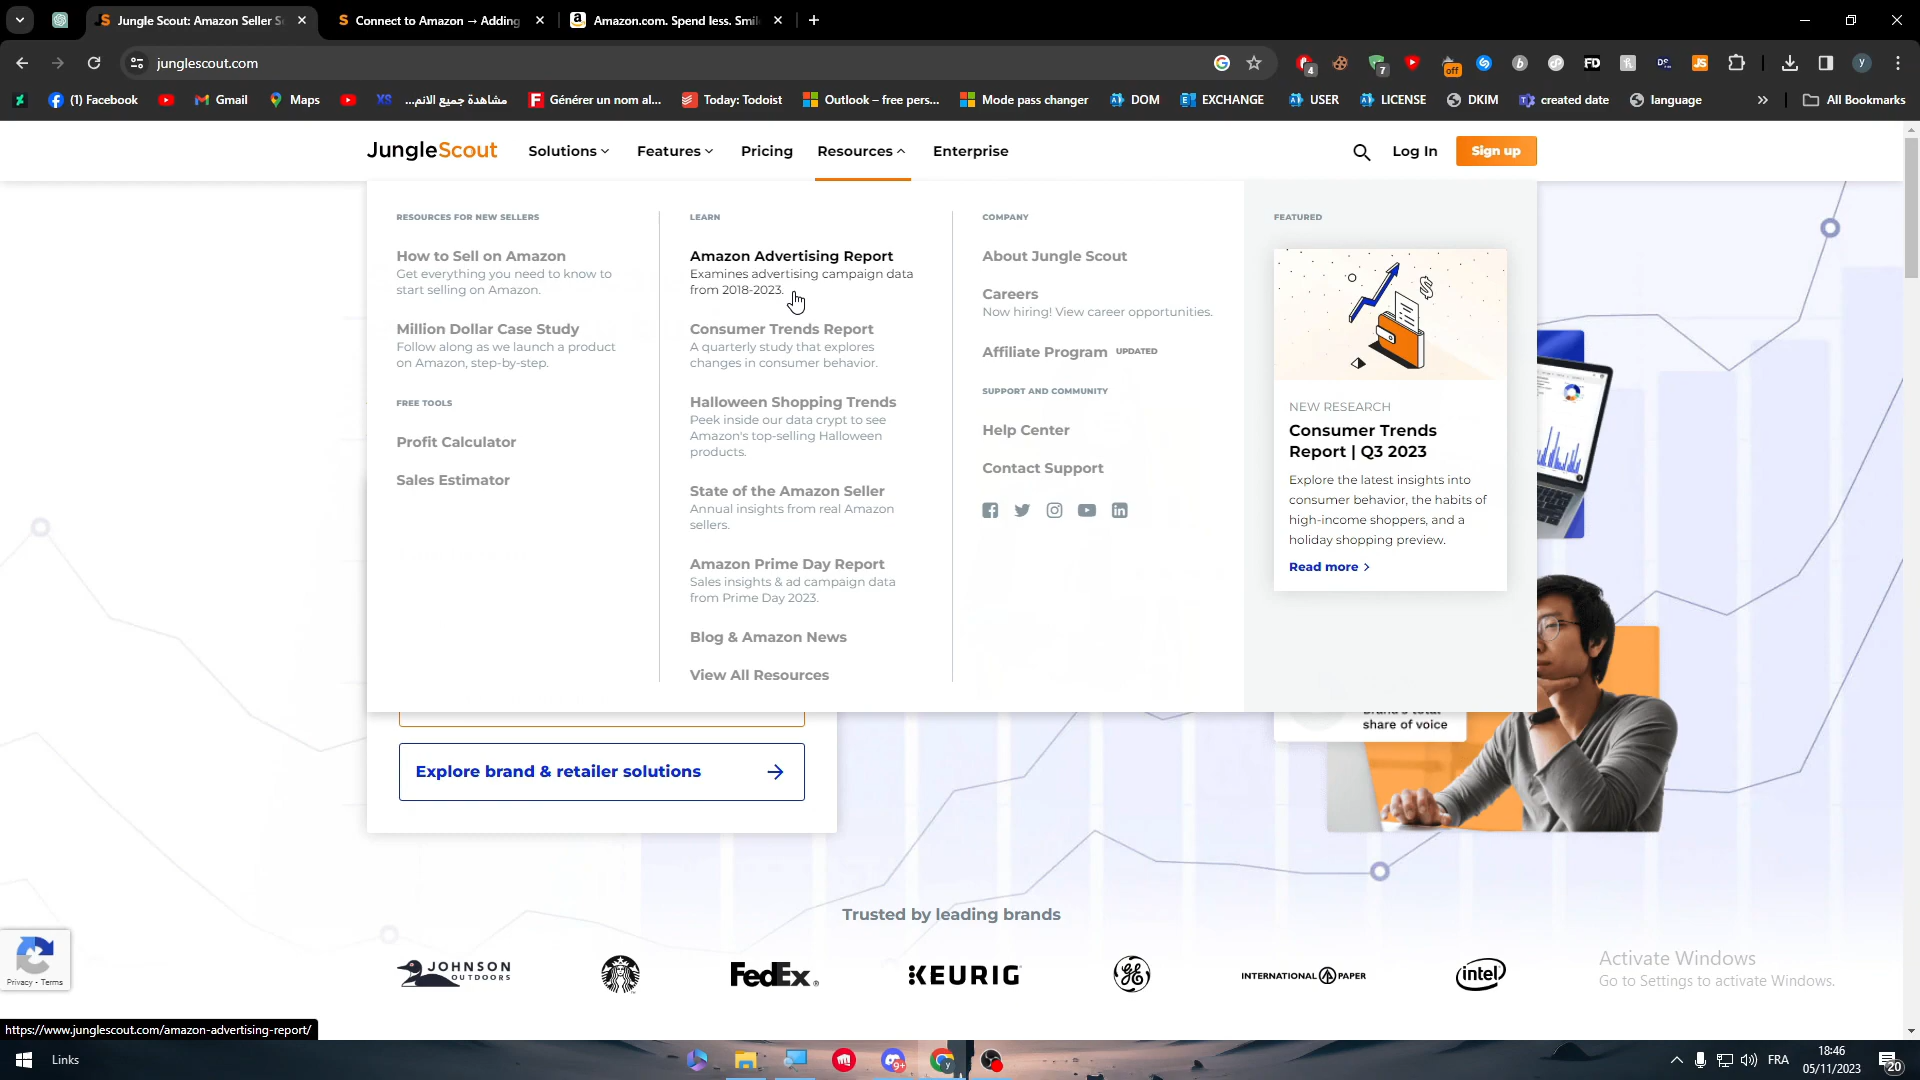 Jungle Scout: Amazon Seller S
Connect to Amazon → Adding
Amazon.com. Spend less. Smil
junglescout.com
4
7
off
FD
JS
y
(1) Facebook
Gmail
Maps
XS
مشاهدة جميع الانم...
Générer un nom al...
Today: Todoist
Outlook – free pers...
Mode pass changer
DOM
EXCHANGE
USER
LICENSE
DKIM
created date
language
All Bookmarks
JungleScout
Solutions
Features
Pricing
Resources
Enterprise
Log In
Sign up
RESOURCES FOR NEW SELLERS
How to Sell on Amazon
Get everything you need to know to
start selling on Amazon.
Million Dollar Case Study
Follow along as we launch a product
on Amazon, step-by-step.
FREE TOOLS
Profit Calculator
Sales Estimator
LEARN
Amazon Advertising Report
Examines advertising campaign data
from 2018-2023.
Consumer Trends Report
A quarterly study that explores
changes in consumer behavior.
Halloween Shopping Trends
Peek inside our data crypt to see
Amazon's top-selling Halloween
products.
State of the Amazon Seller
Annual insights from real Amazon
sellers.
Amazon Prime Day Report
Sales insights & ad campaign data
from Prime Day 2023.
Blog & Amazon News
View All Resources
COMPANY
About Jungle Scout
Careers
Now hiring! View career opportunities.
Affiliate Program UPDATED
SUPPORT AND COMMUNITY
Help Center
Contact Support
FEATURED
NEW RESEARCH
Consumer Trends
Report | Q3 2023
Explore the latest insights into
consumer behavior, the habits of
high-income shoppers, and a
holiday shopping preview.
Read more >
share of voice
Explore brand & retailer solutions
Trusted by leading brands
JOHNSON
OUTDOORS
FedEx
KEURIG
INTERNATIONAL PAPER
intel
Privacy - Terms
Activate Windows
Go to Settings to activate Windows.
https://www.junglescout.com/amazon-advertising-report/
Links
9+
FRA
18:46
05/11/2023
20